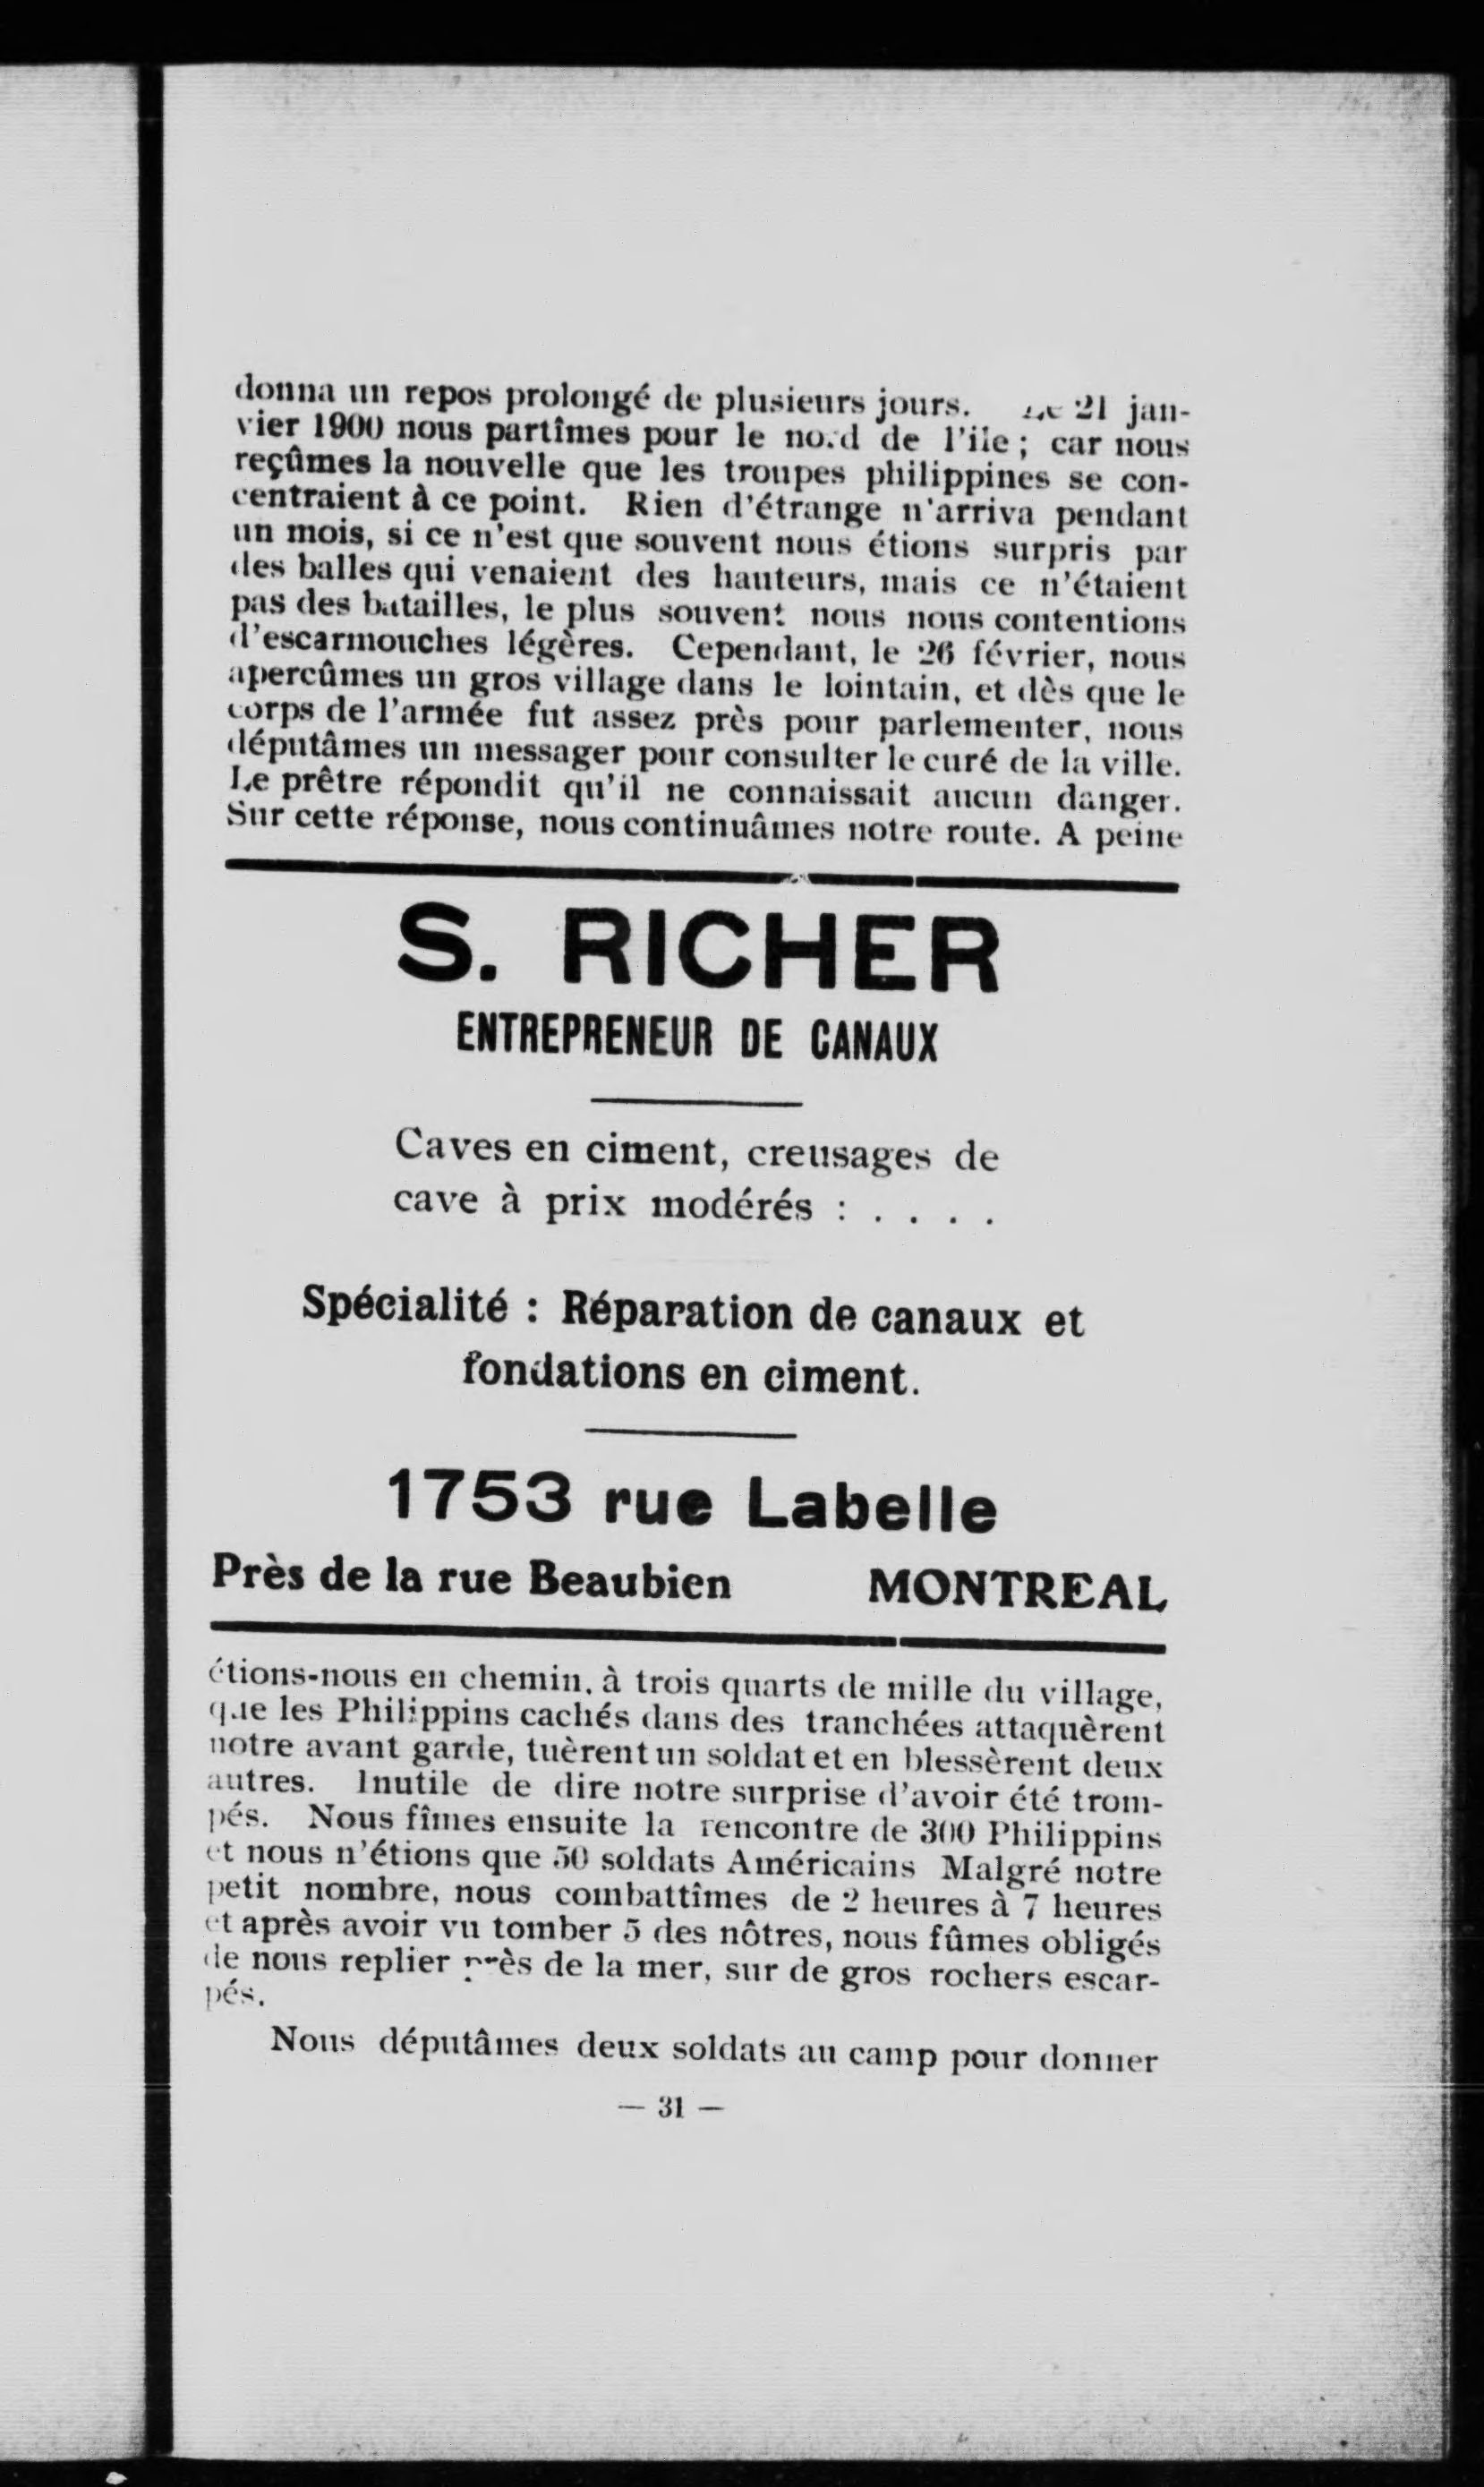 donna un repos prolongé de plusieurs jours. Le 21 jan-
vier 1900 nous partîmes pour le nord de l'ile ; car nous
reçûmes la nouvelle que les troupes philippines se con-
centraient à ce point. Rien d'étrange n'arriva pendant
un mois, si ce n'est que souvent nous étions surpris par
des balles qui venaient des hauteurs, mais ce n'étaient
pas des batailles, le plus souvent nous nous contentions
d'escarmouches légères. Cependant, le 26 février, nous
apercûmes un gros village dans le lointain, et dès que le
corps de l'armée fut assez près pour parlementer, nous
députâmes un messager pour consulter le curé de la ville.
Le prêtre répondit qu'il ne connaissait aucun danger.
Sur cette réponse, nous continuâmes notre route. A peine
S. RICHER
ENTREPRENEUR DE CANAUX
Caves en ciment, creusages de
cave à prix modérés : . . . .
Spécialité : Réparation de canaux et
fondations en ciment.
1753 rue Labelle
Près de la rue Beaubien MONTREAL
étions-nous en chemin, à trois quarts de mille du village,
que les Philippins cachés dans des tranchées attaquèrent
notre avant garde, tuèrent un soldat et en blessèrent deux
autres. Inutile de dire notre surprise d'avoir été trom-
pés. Nous fîmes ensuite la rencontre de 300 Philippins
et nous n'étions que 50 soldats Américains Malgré notre
petit nombre, nous combattîmes de 2 heures à 7 heures
et après avoir vu tomber 5 des nôtres, nous fûmes obligés
de nous replier près de la mer, sur de gros rochers escar-
pés.
Nous députâmes deux soldats au camp pour donner
— 31 —